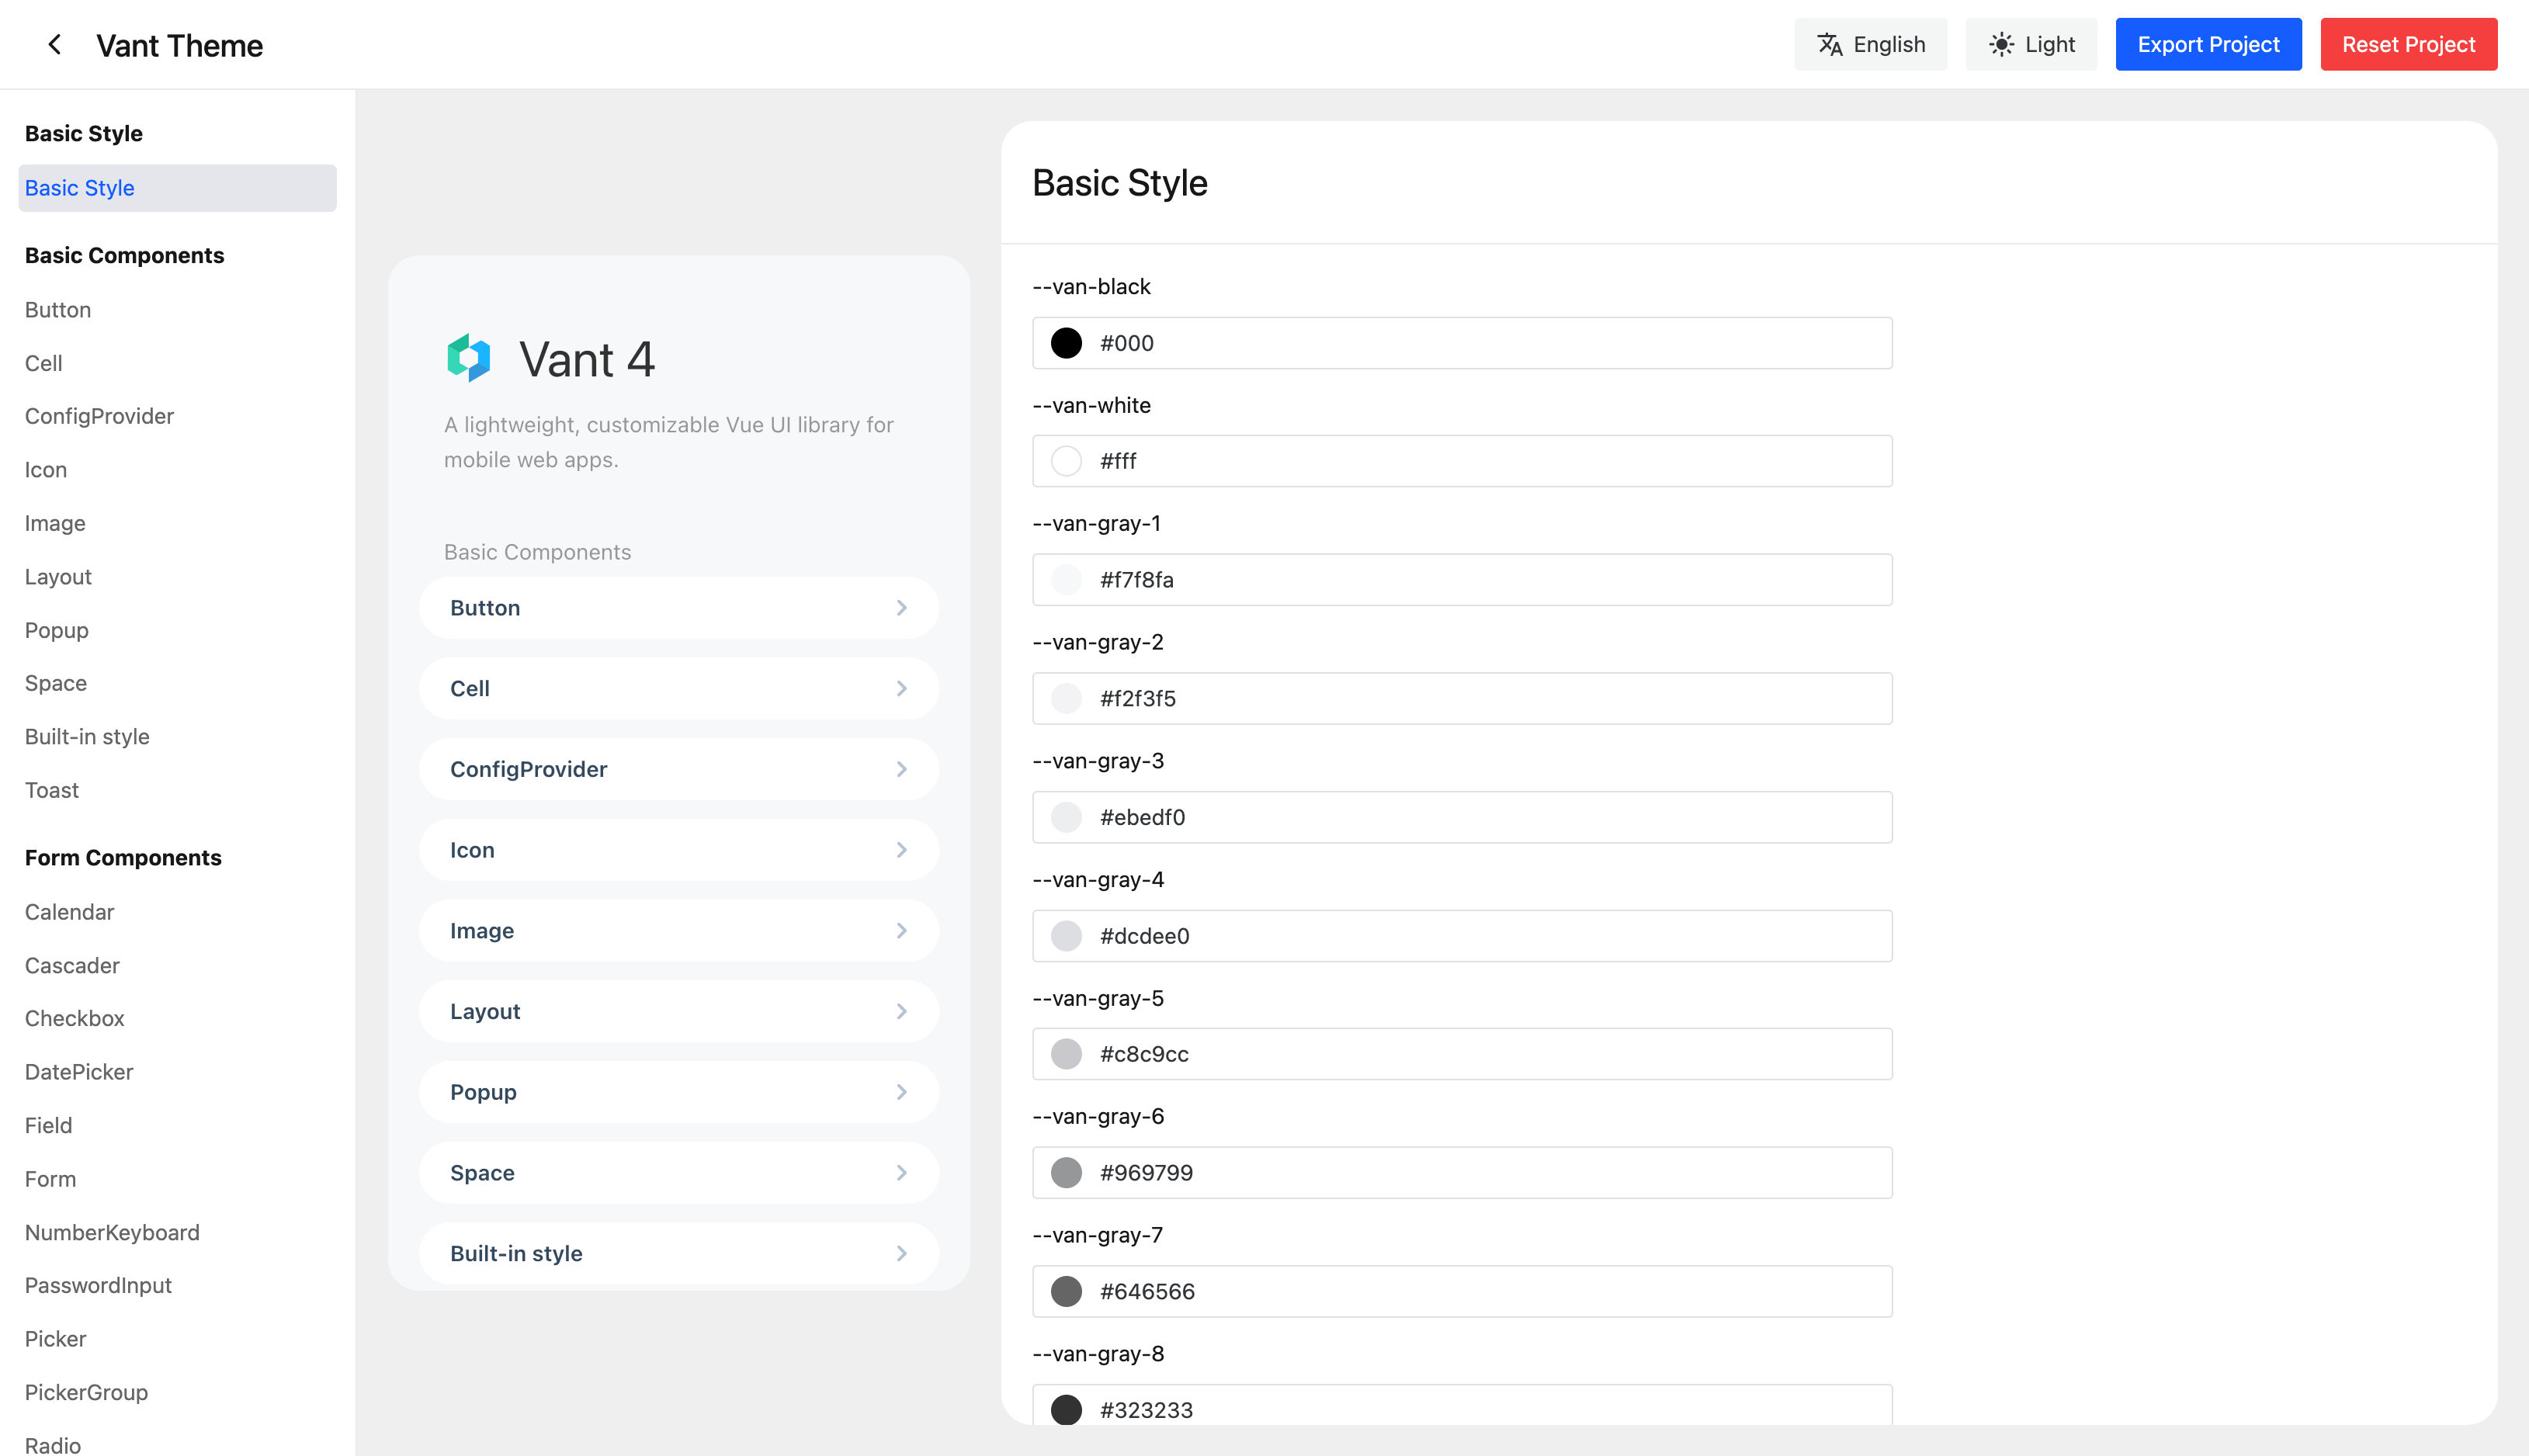 Vant Theme
English
Light
Export Project
Reset Project
Basic Style
Basic Style
Basic Components
Button
Cell
ConfigProvider
Icon
Image
Layout
Popup
Space
Built-in style
Toast
Form Components
Calendar
Cascader
Checkbox
DatePicker
Field
Form
NumberKeyboard
PasswordInput
Picker
PickerGroup
Radio
Vant 4
A lightweight, customizable Vue UI library for
mobile web apps.
Basic Components
Button
Cell
ConfigProvider
Icon
Image
Layout
Popup
Space
Built-in style
Basic Style
--van-black
#000
--van-white
#fff
--van-gray-1
#f7f8fa
--van-gray-2
#f2f3f5
--van-gray-3
#ebedf0
--van-gray-4
#dcdee0
--van-gray-5
#c8c9cc
--van-gray-6
#969799
--van-gray-7
#646566
--van-gray-8
#323233